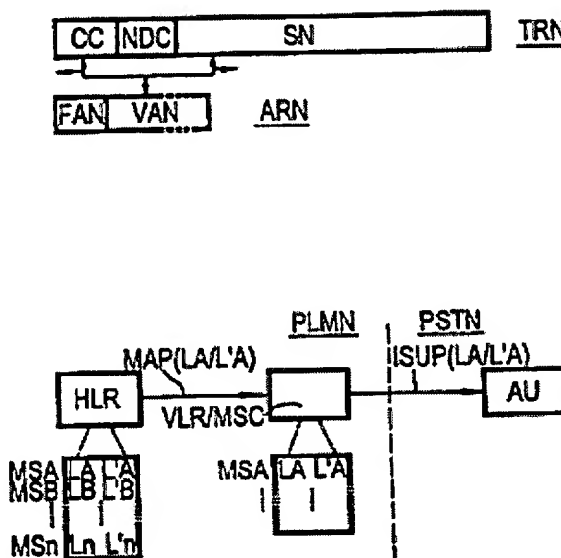 CC NDC SN TRN
FAN VAN ARN
PLMN PSTN
MAP(LA/L'A) ISUP(LA/L'A)
HLR VLR/MSC AU
MSA LA L'A MSA LA L'A
MSB LB L'B
MSn Ln L'n